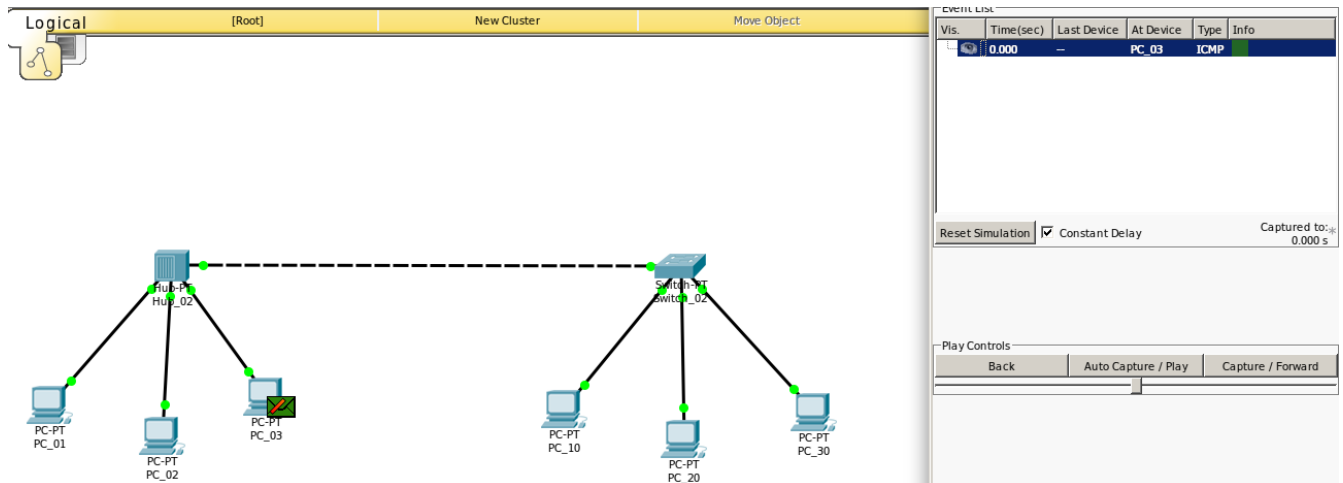 Logical
[Root]
New Cluster
Move Object
Event List
Vis. Time(sec) Last Device At Device Type Info
0.000 -- PC_03 ICMP
Reset Simulation Constant Delay
Captured to:*
0.000 s
Hub-PT
Hub_02
Switch-PT
Switch_02
Play Controls
Back Auto Capture / Play Capture / Forward
PC-PT
PC_01
PC-PT
PC_02
PC-PT
PC_03
PC-PT
PC_10
PC-PT
PC_20
PC-PT
PC_30